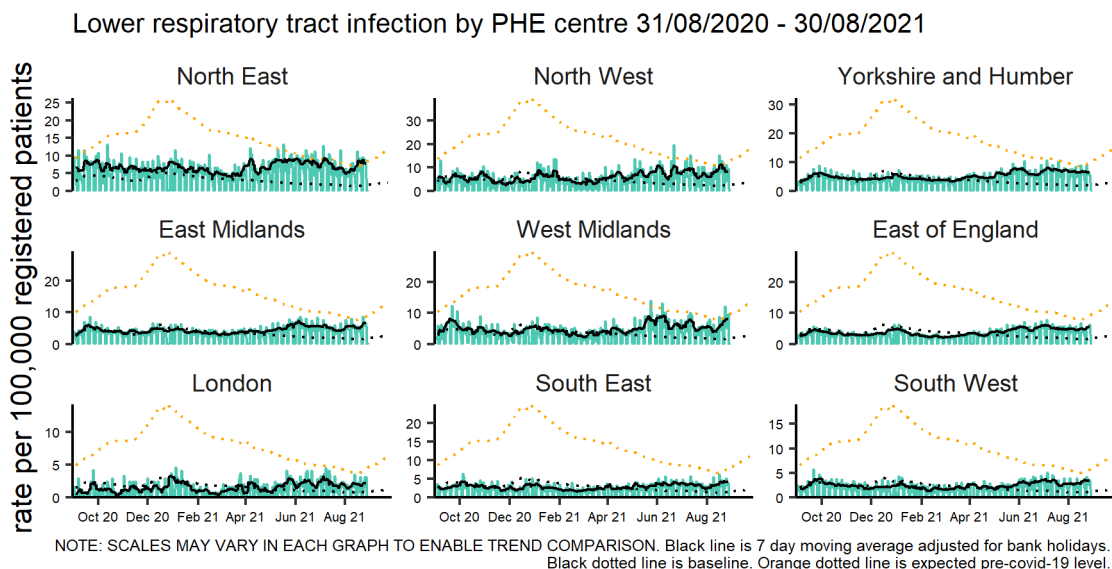 Lower respiratory tract infection by PHE centre 31/08/2020 - 30/08/2021
rate per 100,000 registered patients
North East
25
20
15
10
5
0
North West
30
20
10
0
Yorkshire and Humber
30
20
10
0
East Midlands
20
10
0
West Midlands
20
10
0
East of England
20
10
0
London
10
5
0
Oct 20 Dec 20 Feb 21 Apr 21 Jun 21 Aug 21
South East
20
15
10
5
0
Oct 20 Dec 20 Feb 21 Apr 21 Jun 21 Aug 21
South West
15
10
5
0
Oct 20 Dec 20 Feb 21 Apr 21 Jun 21 Aug 21
NOTE: SCALES MAY VARY IN EACH GRAPH TO ENABLE TREND COMPARISON. Black line is 7 day moving average adjusted for bank holidays.
Black dotted line is baseline. Orange dotted line is expected pre-covid-19 level.